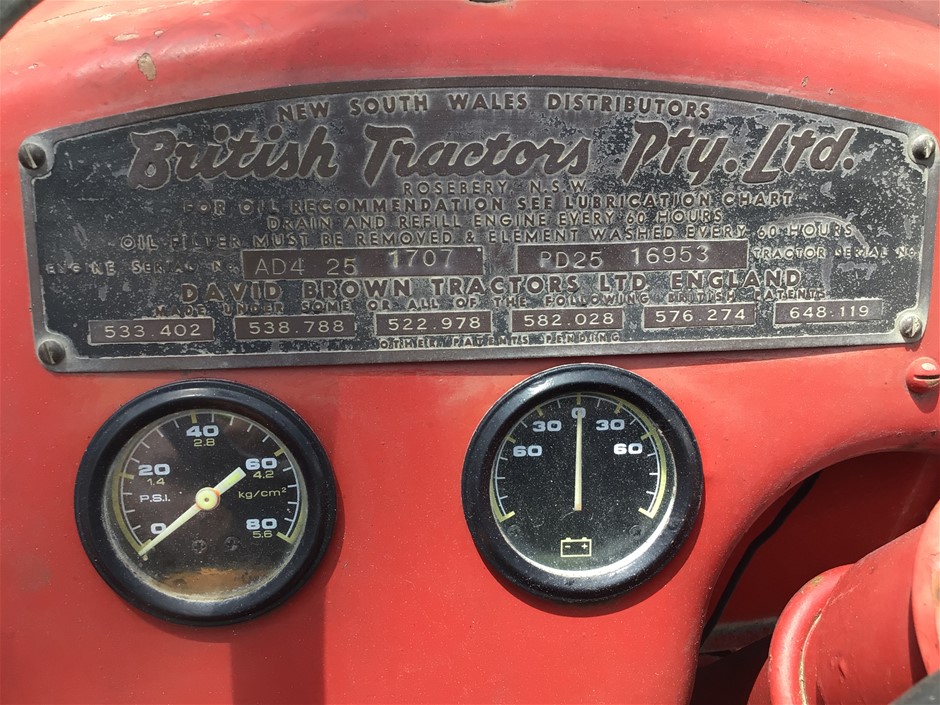 NEW SOUTH WALES DISTRIBUTORS
British Tractors Pty. Ltd.
ROSEBERY N.S.W.
FOR OIL RECOMMENDATION SEE LUBRICATION CHART
DRAIN AND REFILL ENGINE EVERY 60 HOURS
OIL FILTER MUST BE REMOVED & ELEMENT WASHED EVERY 60 HOURS
ENGINE SERIAL No. AD4 25 1707 PD25 16953 TRACTOR SERIAL No.
DAVID BROWN TRACTORS LTD ENGLAND
MADE UNDER SOME OR ALL OF THE FOLLOWING BRITISH PATENTS
533.402 538.788 522.978 582.028 576.274 648.119
OTHER PATENTS PENDING
40
2.8
20 60
1.4 4.2
P.S.I. kg/cm²
0 80
5.6
0
30 30
60 60
- +